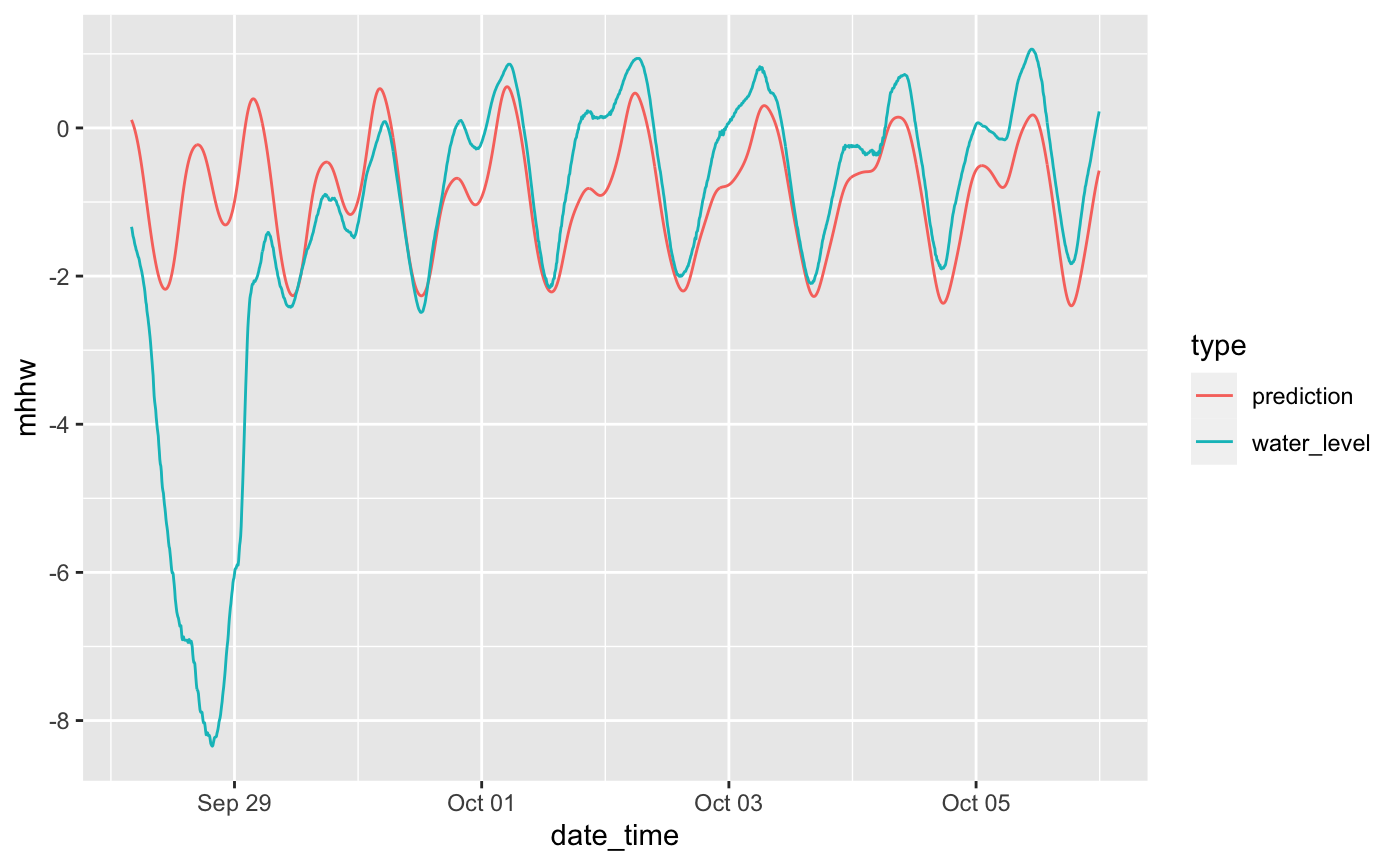 mhhw
0
-2
-4
-6
-8
Sep 29
Oct 01
Oct 03
Oct 05
date_time
type
prediction
water_level